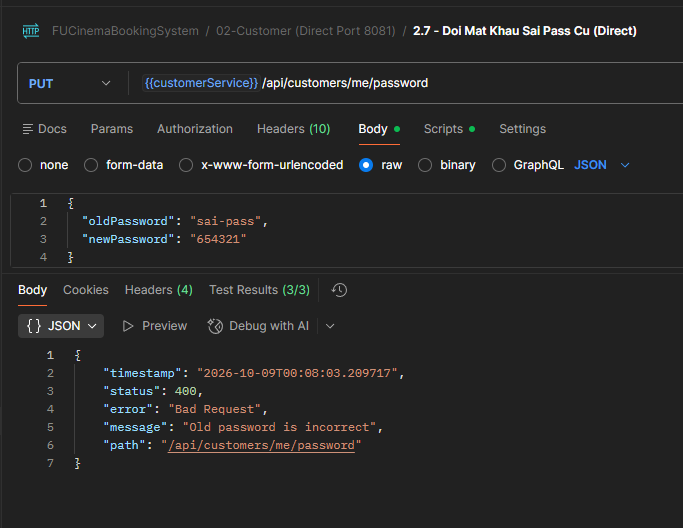 HTTP FUCinemaBookingSystem / 02-Customer (Direct Port 8081) / 2.7 - Doi Mat Khau Sai Pass Cu (Direct)
PUT {{customerService}}/api/customers/me/password
Docs Params Authorization Headers (10) Body Scripts Settings
none form-data x-www-form-urlencoded raw binary GraphQL JSON
1 {
2 "oldPassword": "sai-pass",
3 "newPassword": "654321"
4 }
Body Cookies Headers (4) Test Results (3/3)
{} JSON Preview Debug with AI
1 {
2 "timestamp": "2026-10-09T00:08:03.209717",
3 "status": 400,
4 "error": "Bad Request",
5 "message": "Old password is incorrect",
6 "path": "/api/customers/me/password"
7 }